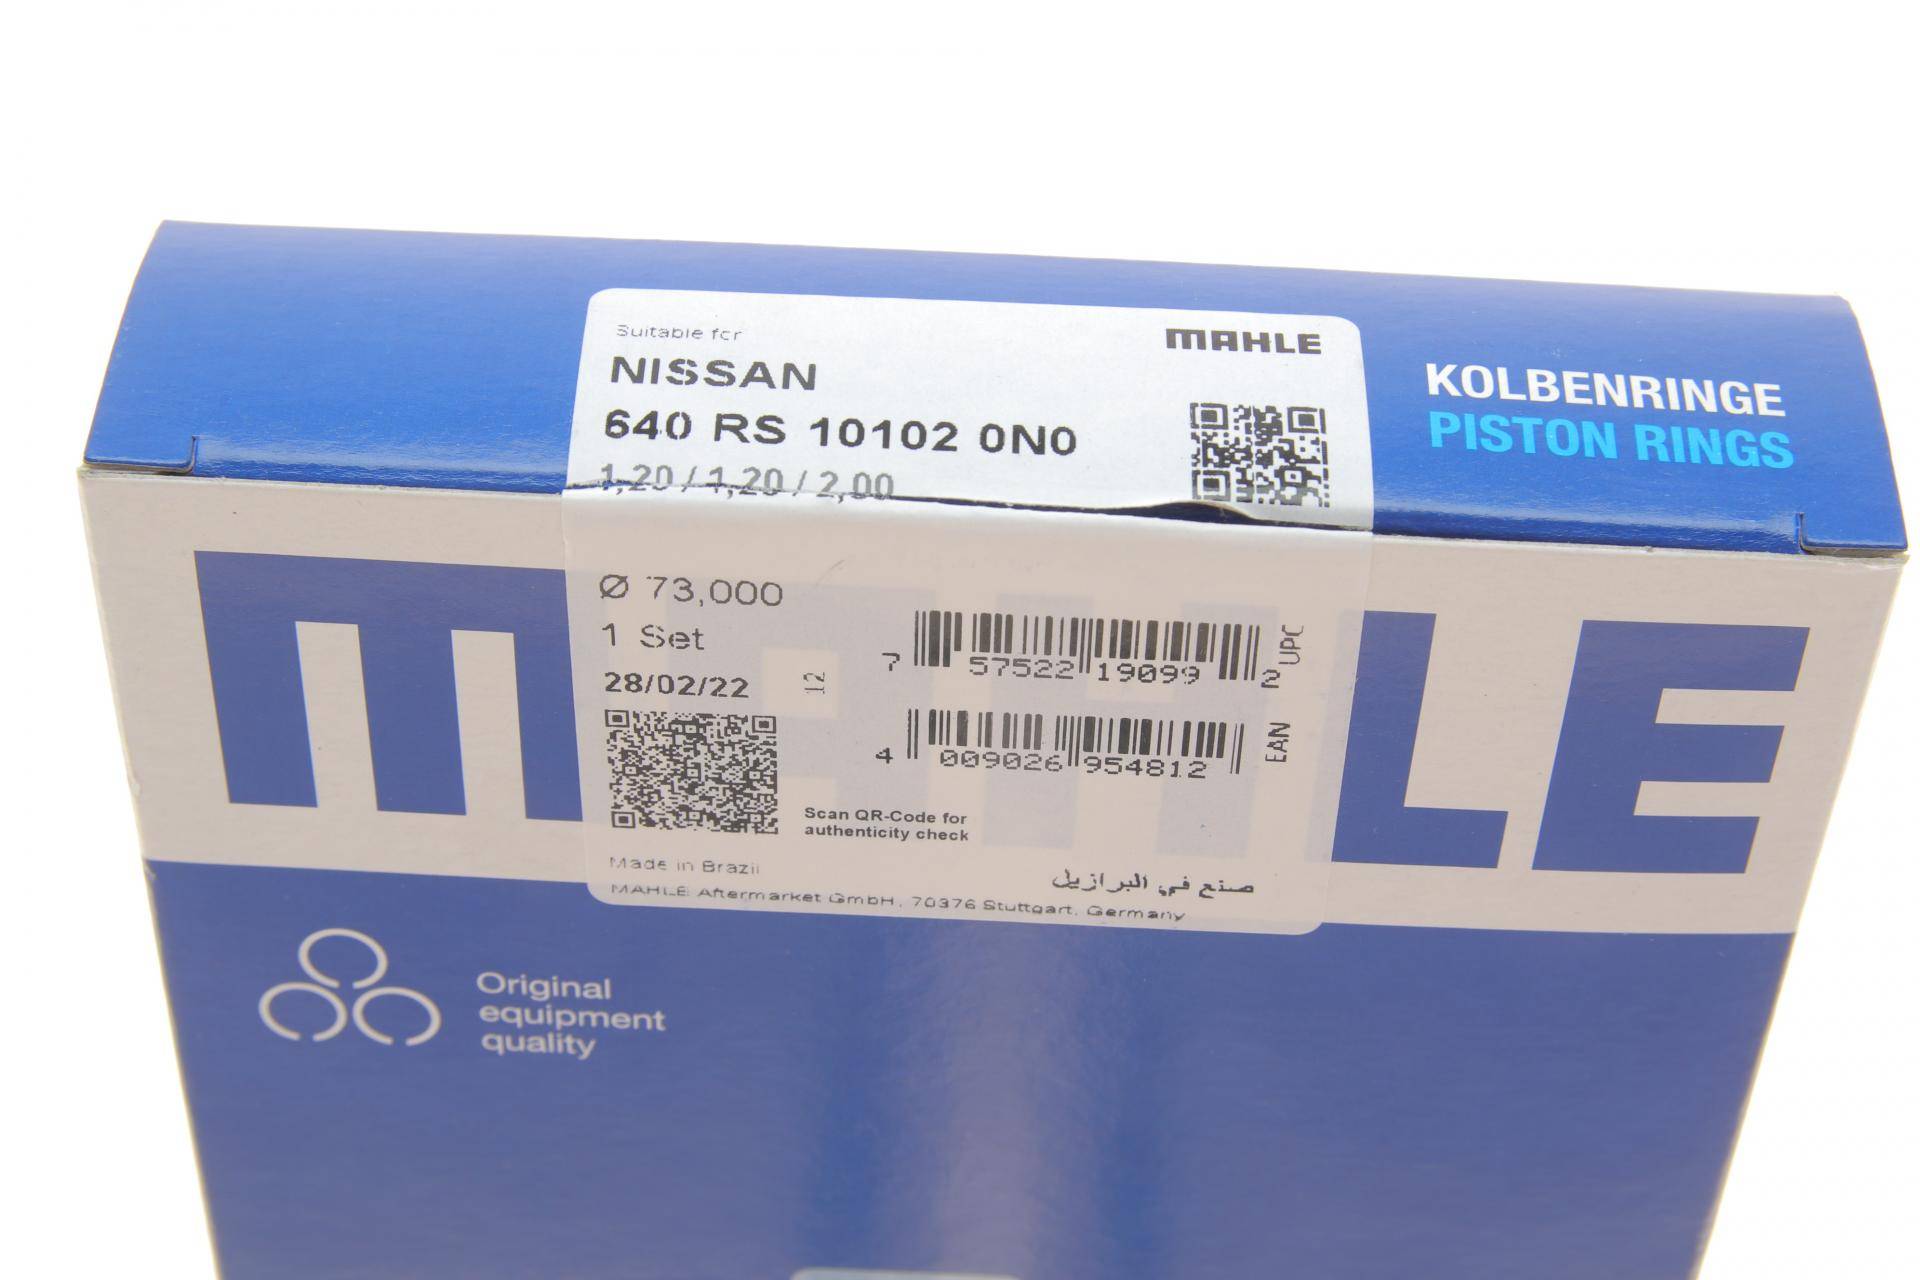 Suitable for
MAHLE
NISSAN
640 RS 10102 0N0
1,20 / 1,20 / 2,00
KOLBENRINGE
PISTON RINGS
MAHLE
Ø 73,000
1 Set
28/02/22
12
7 57522 19099 2
UPC
4 009026 954812
EAN
Scan QR-Code for
authenticity check
Made in Brazil
صنع في البرازيل
MAHLE Aftermarket GmbH, 70376 Stuttgart, Germany
Original
equipment
quality